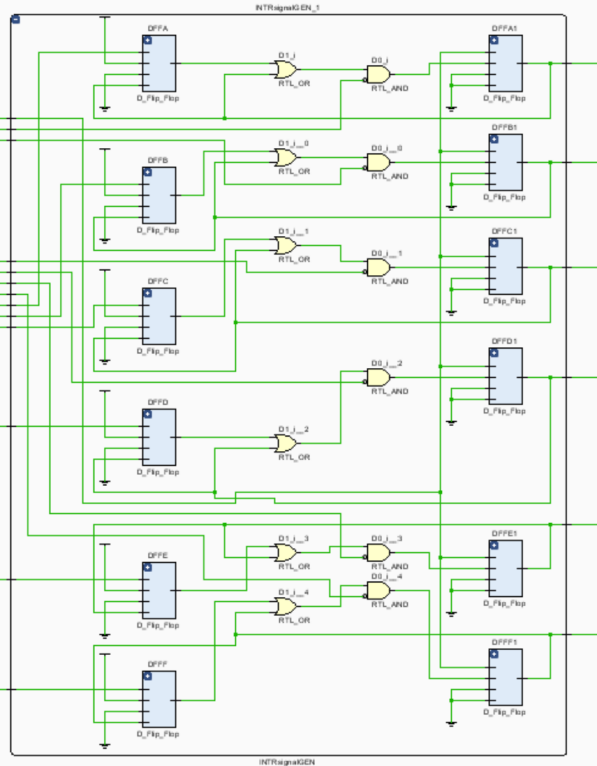 INTRsignalGEN_1
DFFA
D_Flip_Flop
D1_i
RTL_OR
D0_i
RTL_AND
DFFA1
D_Flip_Flop
DFFB
D_Flip_Flop
D1_i__0
RTL_OR
D0_i__0
RTL_AND
DFFB1
D_Flip_Flop
D1_i__1
RTL_OR
D0_i__1
RTL_AND
DFFC1
D_Flip_Flop
DFFC
D_Flip_Flop
D0_i__2
RTL_AND
DFFD1
D_Flip_Flop
DFFD
D_Flip_Flop
D1_i__2
RTL_OR
DFFE
D_Flip_Flop
D1_i__3
RTL_OR
D0_i__3
RTL_AND
DFFE1
D_Flip_Flop
D1_i__4
RTL_OR
D0_i__4
RTL_AND
DFFF
D_Flip_Flop
DFFF1
D_Flip_Flop
INTRsignalGEN